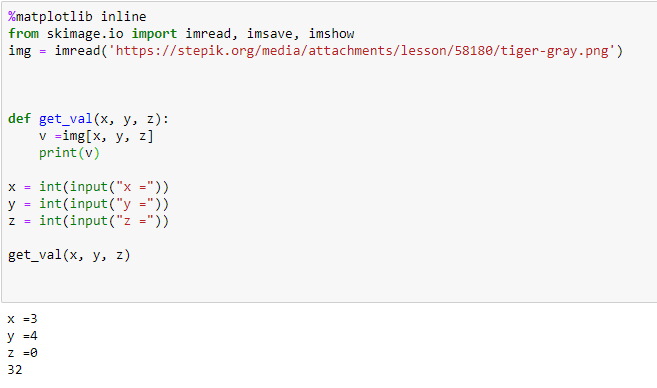 %matplotlib inline
from skimage.io import imread, imsave, imshow
img = imread('https://stepik.org/media/attachments/lesson/58180/tiger-gray.png')
def get_val(x, y, z):
    v =img[x, y, z]
    print(v)
x = int(input("x ="))
y = int(input("y ="))
z = int(input("z ="))
get_val(x, y, z)
x =3
y =4
z =0
32